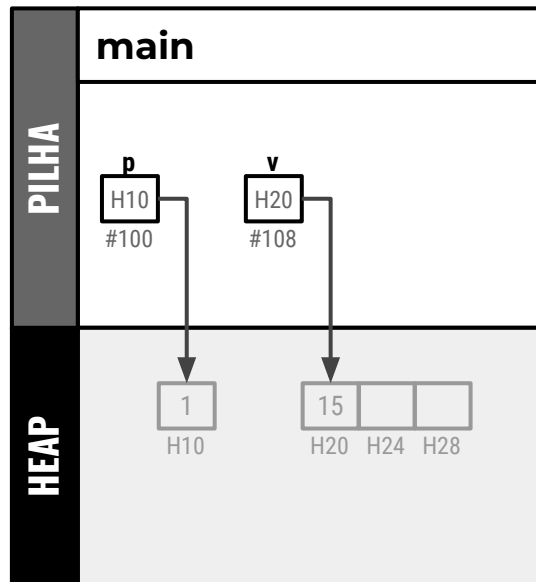 main
PILHA
p v
H10 H20
#100 #108
HEAP
1 15
H10 H20 H24 H28